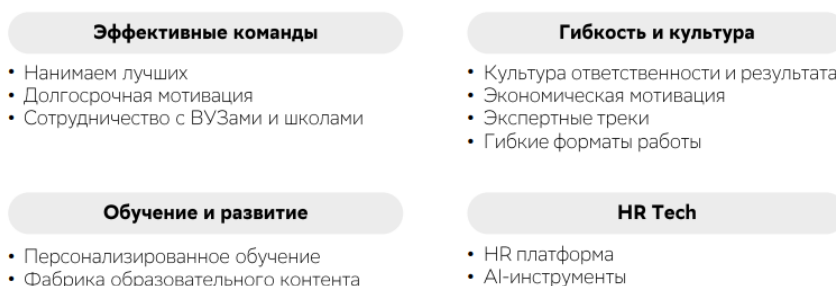 Эффективные команды
• Нанимаем лучших
• Долгосрочная мотивация
• Сотрудничество с ВУЗами и школами
Гибкость и культура
• Культура ответственности и результата
• Экономическая мотивация
• Экспертные треки
• Гибкие форматы работы
Обучение и развитие
• Персонализированное обучение
• Фабрика образовательного контента
HR Tech
• HR платформа
• AI-инструменты